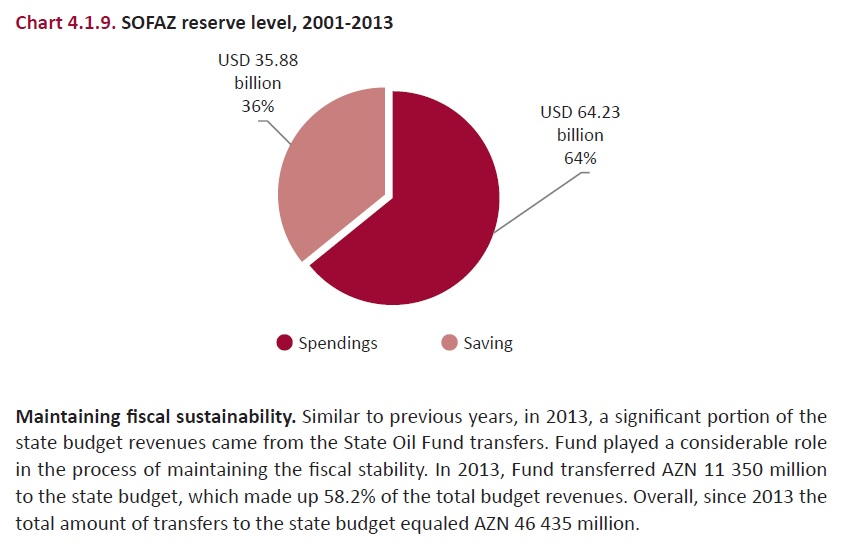 Chart 4.1.9. SOFAZ reserve level, 2001-2013
USD 35.88
billion
36%
USD 64.23
billion
64%
Spendings
Saving
Maintaining fiscal sustainability. Similar to previous years, in 2013, a significant portion of the
state budget revenues came from the State Oil Fund transfers. Fund played a considerable role
in the process of maintaining the fiscal stability. In 2013, Fund transferred AZN 11 350 million
to the state budget, which made up 58.2% of the total budget revenues. Overall, since 2013 the
total amount of transfers to the state budget equaled AZN 46 435 million.